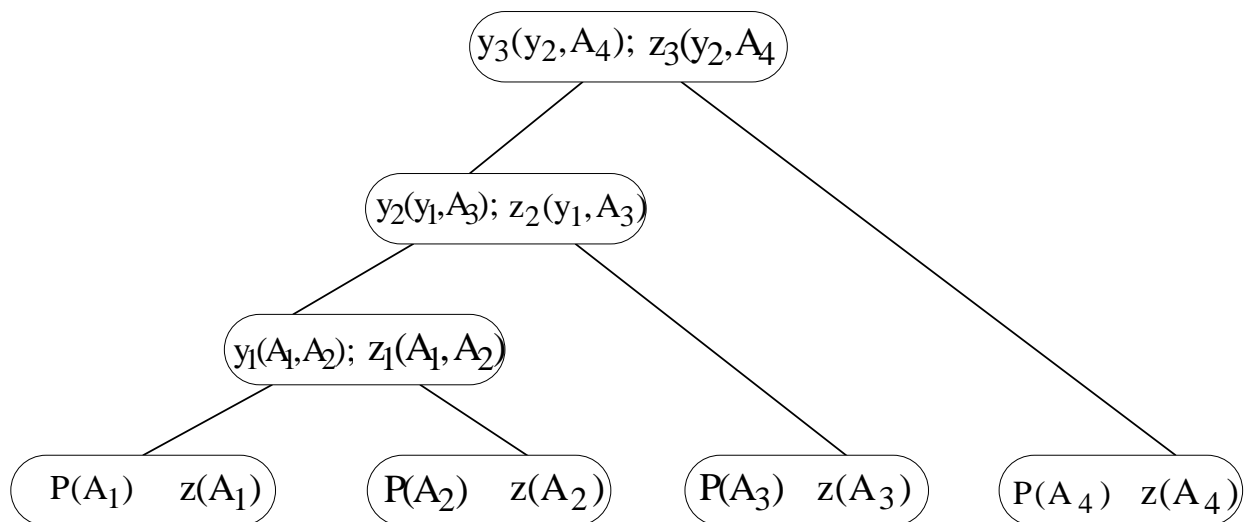 y₃(y₂,A₄); z₃(y₂,A₄
y₂(y₁,A₃); z₂(y₁,A₃)
y₁(A₁,A₂); z₁(A₁,A₂)
P(A₁) z(A₁) P(A₂) z(A₂) P(A₃) z(A₃) P(A₄) z(A₄)